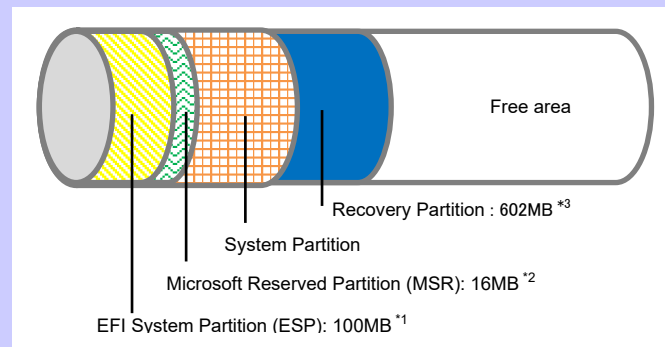 Free area
Recovery Partition : 602MB *3
System Partition
Microsoft Reserved Partition (MSR): 16MB *2
EFI System Partition (ESP): 100MB *1